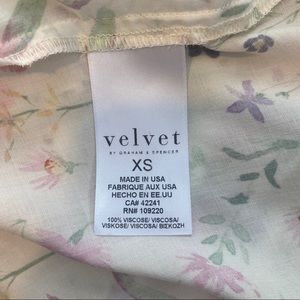 velvet
BY GRAHAM & SPENCER
XS
MADE IN USA
FABRIQUE AUX USA
HECHO EN EE.UU
CA# 42241
RN# 109220
100% VISCOSE/ VISCOSA/
VISKOSE/ VISCOSA/ ΒΙΣΚΟΖΗ